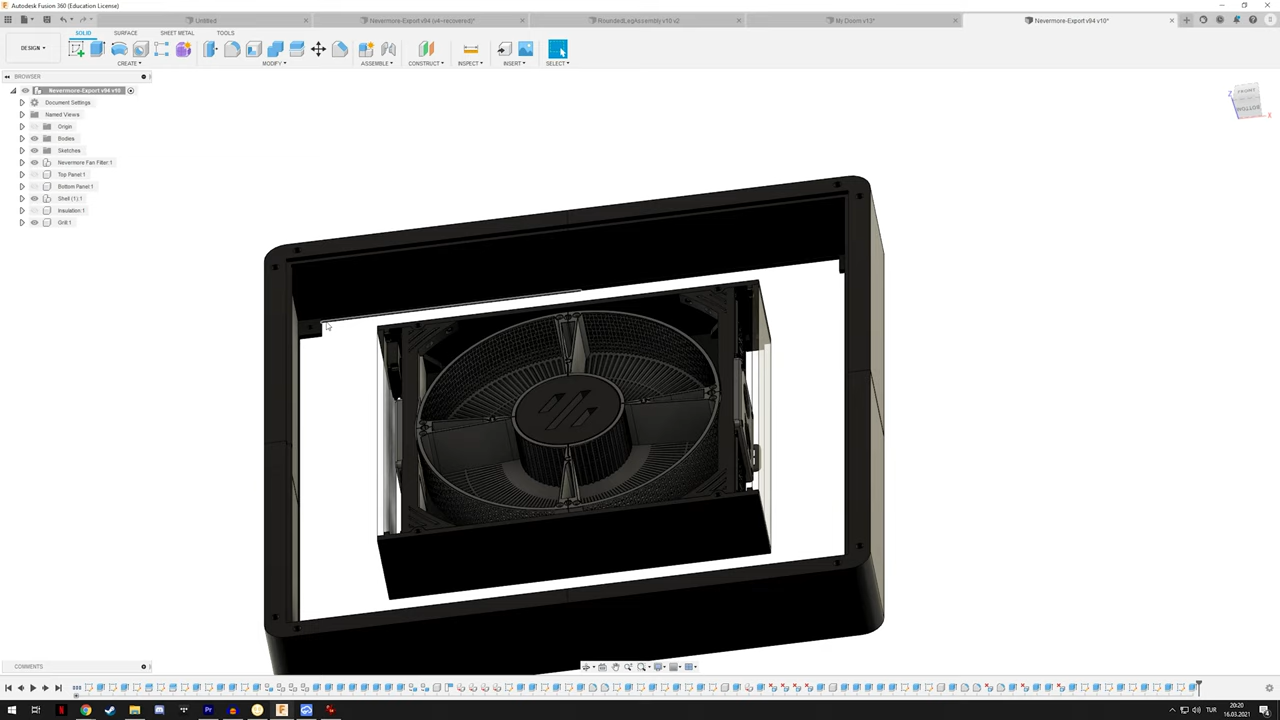 Autodesk Fusion 360 (Education License)
Untitled
Nevermore-Export v94 (v4~recovered)*
RoundedLegAssembly v10 v2
My Doom v13*
Nevermore-Export v94 v10*
DESIGN
SOLID
SURFACE
SHEET METAL
TOOLS
CREATE
MODIFY
ASSEMBLE
CONSTRUCT
INSPECT
INSERT
SELECT
BROWSER
Nevermore-Export v94 v10
Document Settings
Named Views
Origin
Bodies
Sketches
Nevermore Fan Filter:1
Top Panel:1
Bottom Panel:1
Shell (1):1
Insulation:1
Grill:1
FRONT
BOTTOM
Z
X
COMMENTS
TUR
20:20
16.03.2021